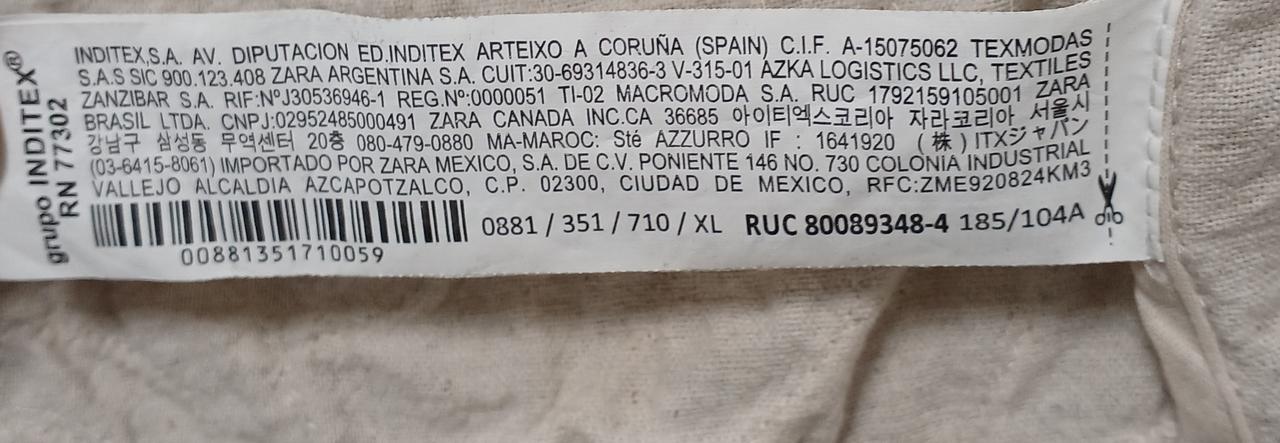 grupo INDITEX®
RN 77302
INDITEX,S.A. AV. DIPUTACION ED.INDITEX ARTEIXO A CORUÑA (SPAIN) C.I.F. A-15075062 TEXMODAS
S.A.S SIC 900.123.408 ZARA ARGENTINA S.A. CUIT:30-69314836-3 V-315-01 AZKA LOGISTICS LLC, TEXTILES
ZANZIBAR S.A. RIF:NºJ30536946-1 REG.Nº:0000051 TI-02 MACROMODA S.A. RUC 1792159105001 ZARA
BRASIL LTDA. CNPJ:02952485000491 ZARA CANADA INC.CA 36685 아이티엑스코리아 자라코리아 서울시
강남구 삼성동 무역센터 20층 080-479-0880 MA-MAROC: Sté AZZURRO IF : 1641920 (株) ITXジャパン
(03-6415-8061) IMPORTADO POR ZARA MEXICO, S.A. DE C.V. PONIENTE 146 NO. 730 COLONIA INDUSTRIAL
VALLEJO ALCALDIA AZCAPOTZALCO, C.P. 02300, CIUDAD DE MEXICO, RFC:ZME920824KM3
0881 / 351 / 710 / XL RUC 80089348-4 185/104A
00881351710059